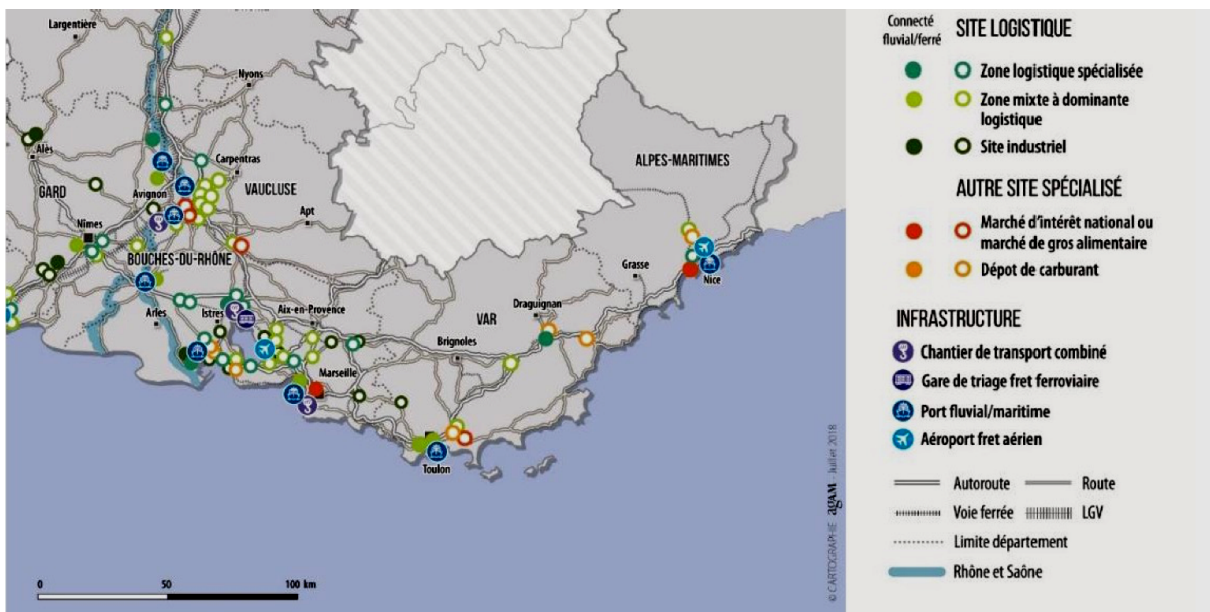 Largentière
Nyons
Alès
Carpentras
GARD
Avignon
VAUCLUSE
Nîmes
Apt
BOUCHES-DU-RHÔNE
Arles
Istres
Aix-en-Provence
Marseille
Brignoles
VAR
Draguignan
Toulon
ALPES-MARITIMES
Grasse
Nice
0
50
100 km
© CARTOGRAPHIE agAM - Juillet 2018
Connecté
fluvial/ferré
SITE LOGISTIQUE
Zone logistique spécialisée
Zone mixte à dominante
logistique
Site industriel
AUTRE SITE SPÉCIALISÉ
Marché d'intérêt national ou
marché de gros alimentaire
Dépot de carburant
INFRASTRUCTURE
Chantier de transport combiné
Gare de triage fret ferroviaire
Port fluvial/maritime
Aéroport fret aérien
Autoroute
Route
Voie ferrée
LGV
Limite département
Rhône et Saône